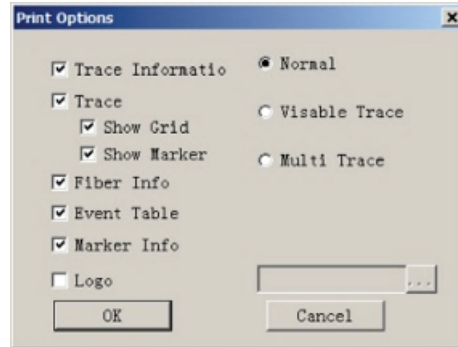 Print Options
Trace Informatio
Normal
Trace
Show Grid
Visable Trace
Show Marker
Multi Trace
Fiber Info
Event Table
Marker Info
Logo
...
OK
Cancel